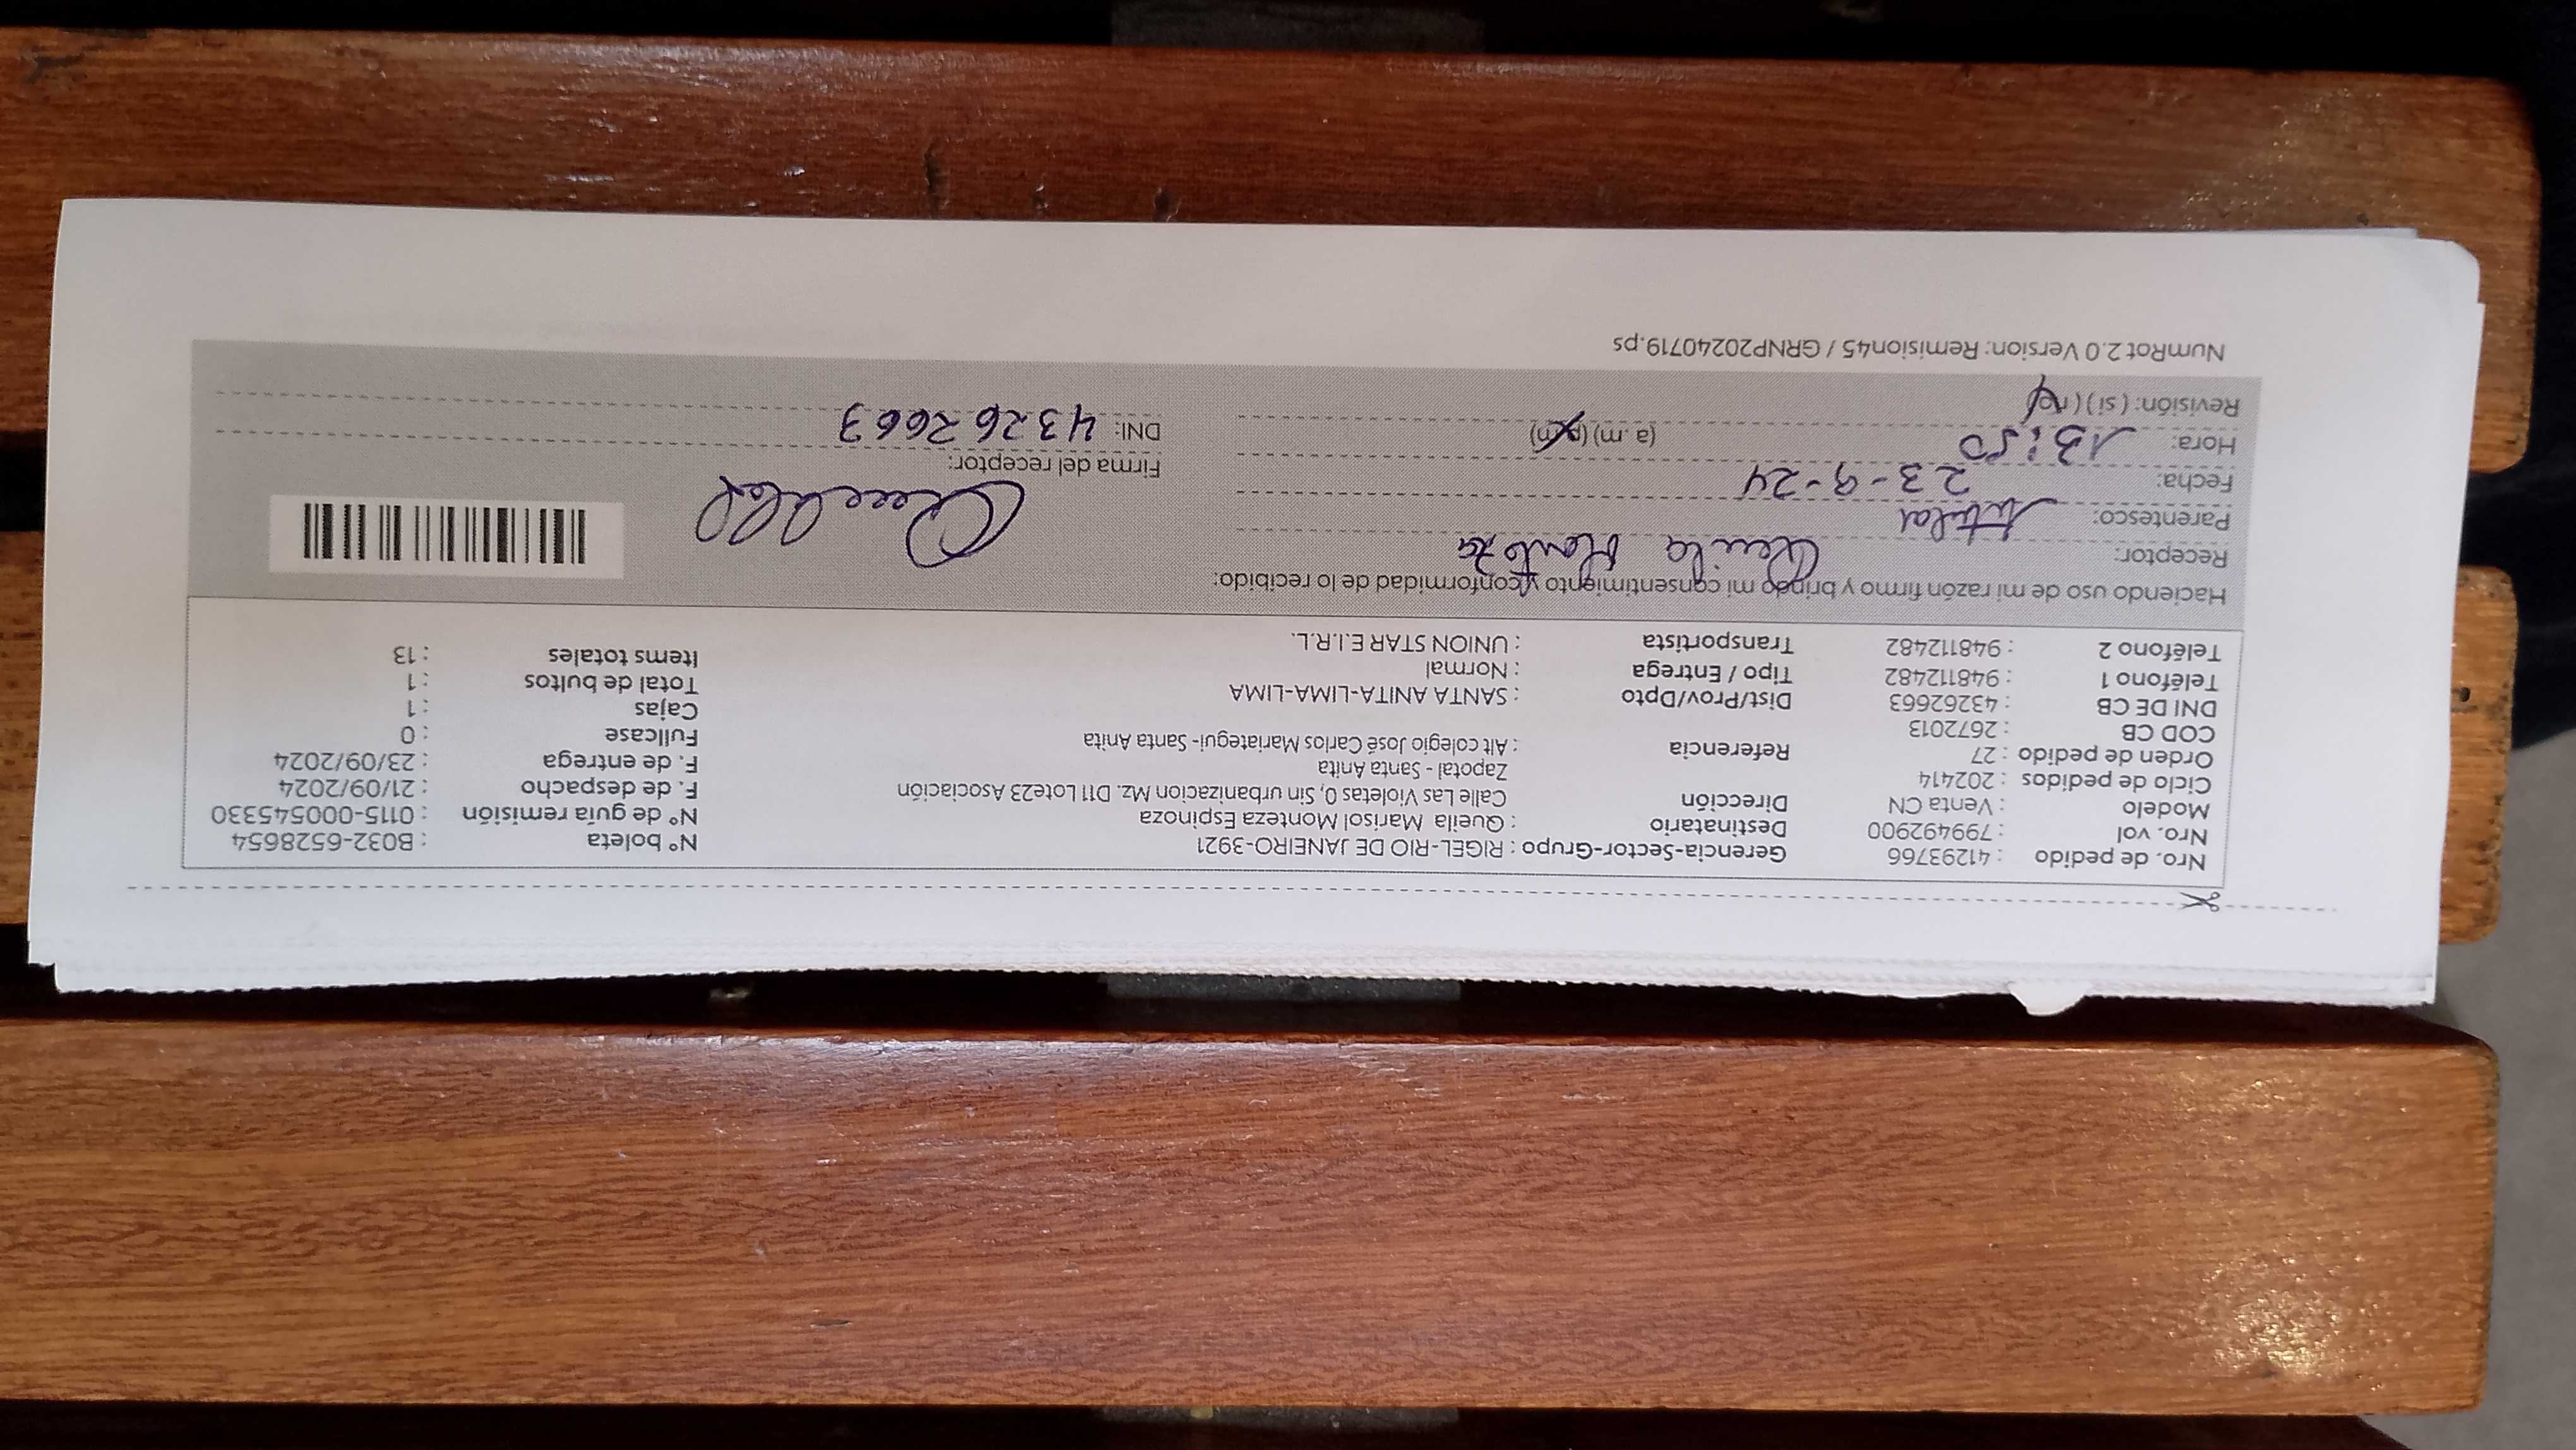 Nro. de pedido : 41293766 Gerencia-Sector-Grupo : RIGEL-RIO DE JANEIRO-3921 N° boleta : B032-6528654
Nro. vol : 799492900 Destinatario : Queila Marisol Monteza Espinoza N° de guía remisión : 0115-000545330
Modelo : Venta CN Dirección Calle Las Violetas 0, Sin urbanizacion Mz. D11 Lote23 Asociación F. de despacho : 21/09/2024
Ciclo de pedidos : 202414 Zapotal - Santa Anita F. de entrega : 23/09/2024
Orden de pedido : 27 Referencia : Alt colegio José Carlos Mariategui- Santa Anita Fullcase : 0
COD CB : 2672013 Cajas : 1
DNI DE CB : 43262663 Dist/Prov/Dpto : SANTA ANITA-LIMA-LIMA Total de bultos : 1
Teléfono 1 : 948112482 Tipo / Entrega : Normal Items totales : 13
Teléfono 2 : 948112482 Transportista : UNION STAR E.I.R.L.
Haciendo uso de mi razón firmo y brindo mi consentimiento y conformidad de lo recibido:
Receptor: Queila Monteza
Parentesco: titular
Fecha: 23-9-24 Firma del receptor:
Hora: 13:50 (a. m) (p.m) DNI: 43262663
Revisión: ( si ) ( no )
NumRot 2.0 Version: Remision45 / GRNP20240719.ps